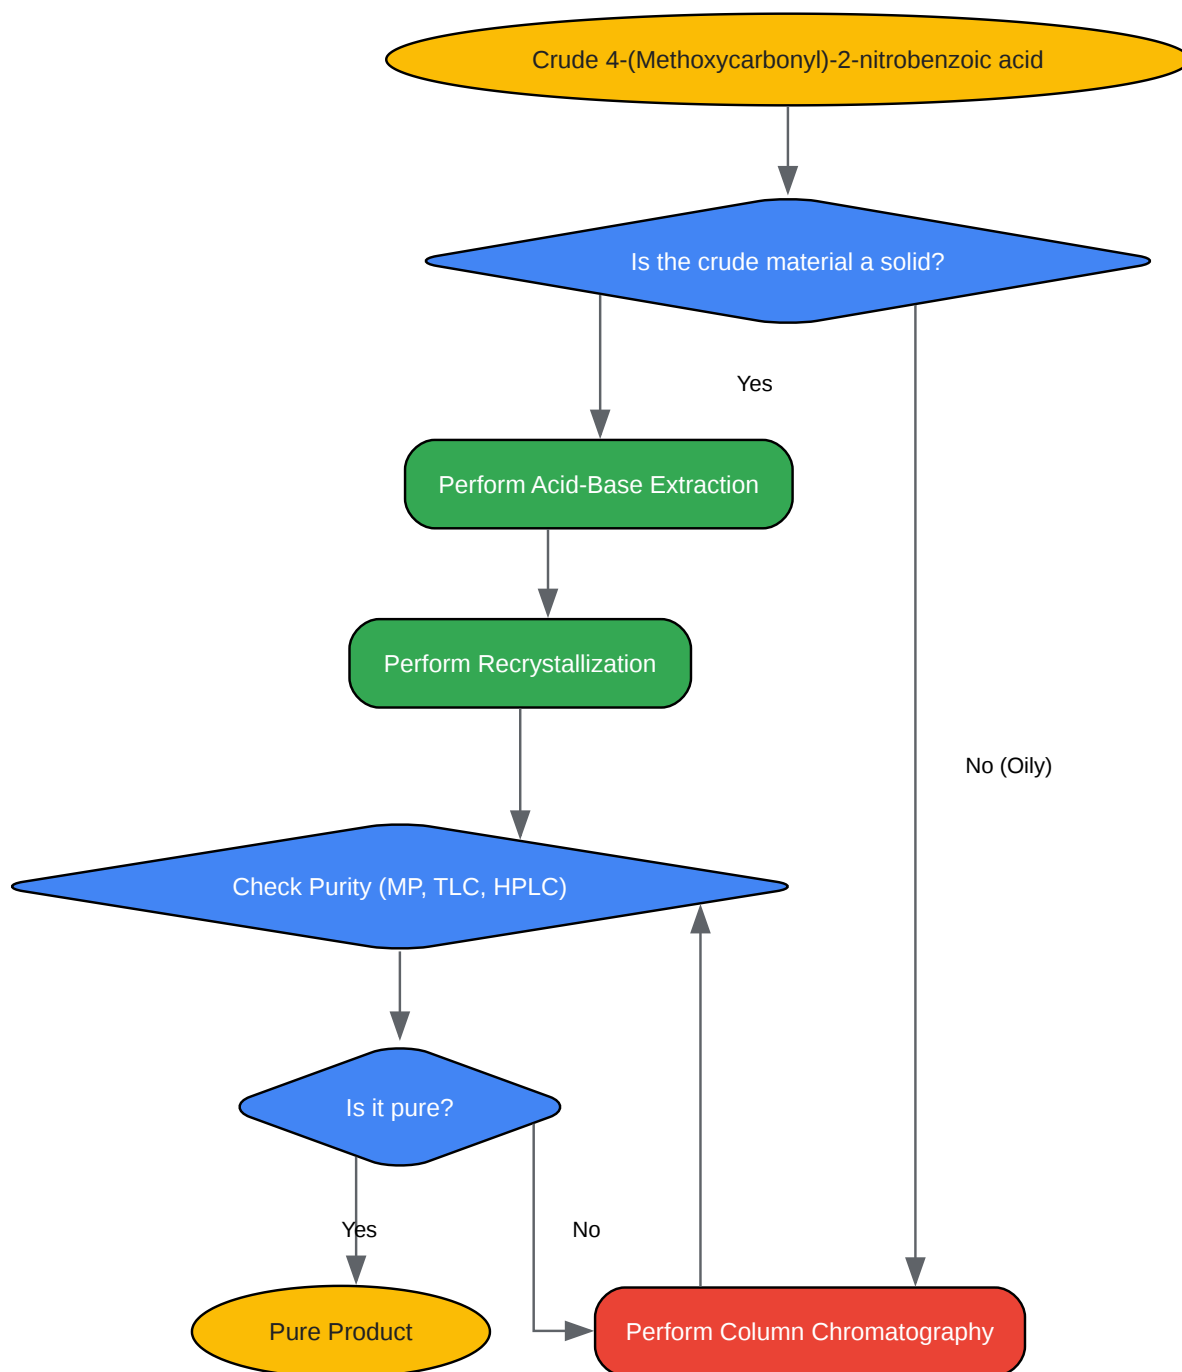 Crude 4-(Methoxycarbonyl)-2-nitrobenzoic acid
Is the crude material a solid?
Yes
Perform Acid-Base Extraction
Perform Recrystallization
No (Oily)
Check Purity (MP, TLC, HPLC)
Is it pure?
Yes
No
Pure Product
Perform Column Chromatography